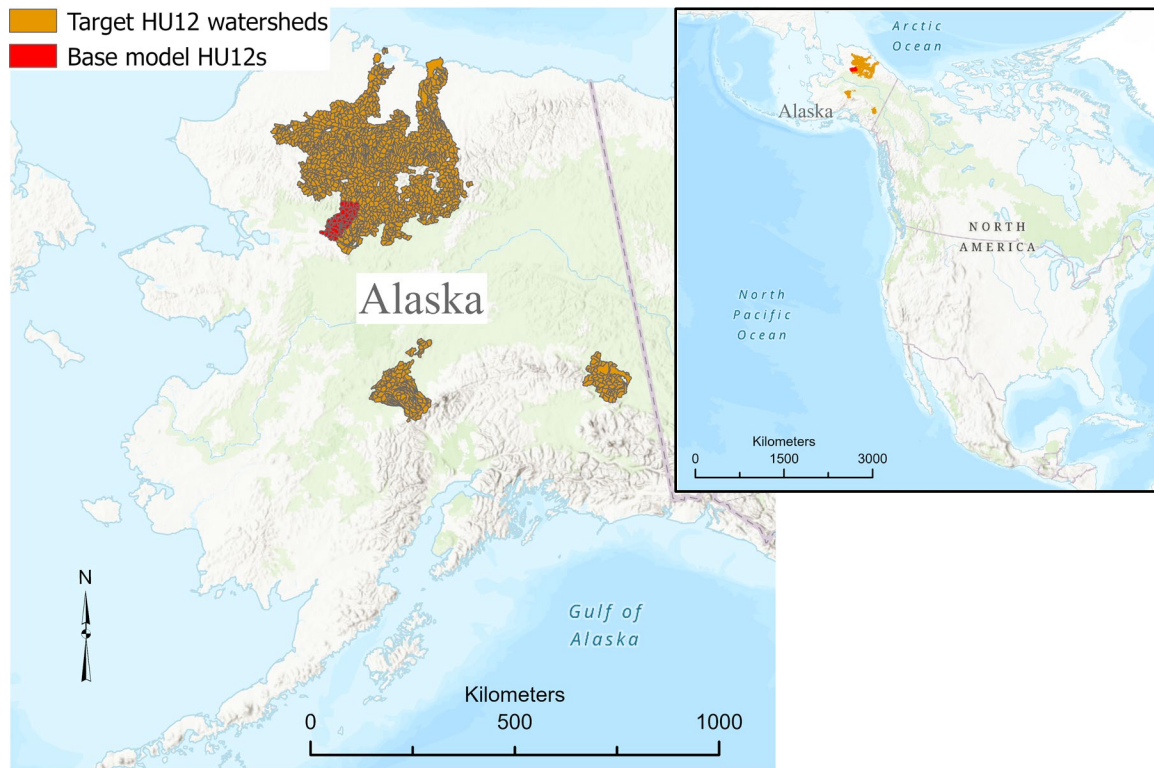 Target HU12 watersheds
Base model HU12s
Alaska
N
Gulf of
Alaska
Kilometers
0 500 1000
Arctic
Ocean
Alaska
NORTH
AMERICA
North
Pacific
Ocean
Kilometers
0 1500 3000